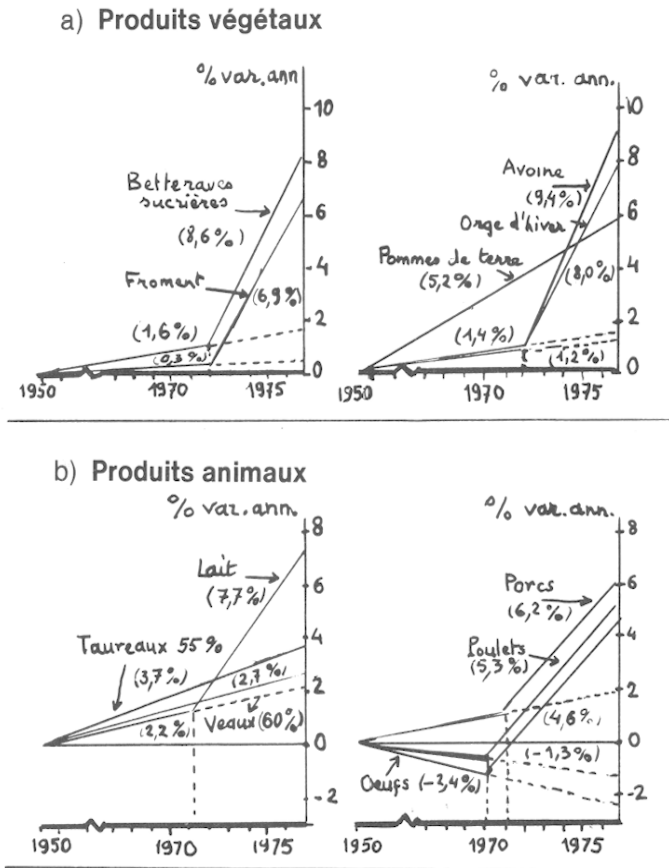 a) Produits végétaux
% var. ann
10
8
6
4
2
0
Betteraves
sucrières
(8,6%)
Froment
(6,9%)
(1,6%)
(0,3%)
1950
1970
1975
% var. ann.
10
8
6
4
2
0
Avoine
(9,4%)
Orge d'hiver
Pommes de terre
(5,2%)
(8,0%)
(1,4%)
(1,2%)
1950
1970
1975
b) Produits animaux
% var. ann.
8
6
4
2
0
-2
Lait
(7,7%)
Taureaux 55%
(3,7%)
(2,7%)
(2,2%)
Veaux (60%)
1950
1970
1975
% var. ann.
8
6
4
2
0
-2
Porcs
(6,2%)
Poulets
(5,3%)
(4,6%)
(-1,3%)
Oeufs (-3,4%)
1950
1970
1975